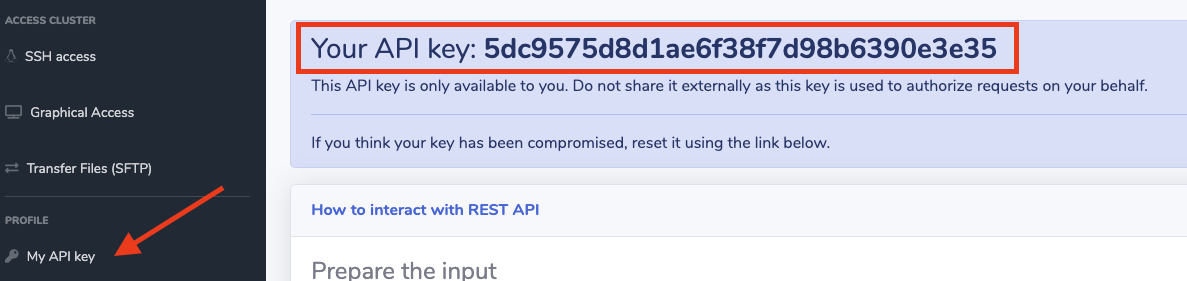 ACCESS CLUSTER
SSH access
Graphical Access
Transfer Files (SFTP)
PROFILE
My API key
Your API key: 5dc9575d8d1ae6f38f7d98b6390e3e35
This API key is only available to you. Do not share it externally as this key is used to authorize requests on your behalf.
If you think your key has been compromised, reset it using the link below.
How to interact with REST API
Prepare the input